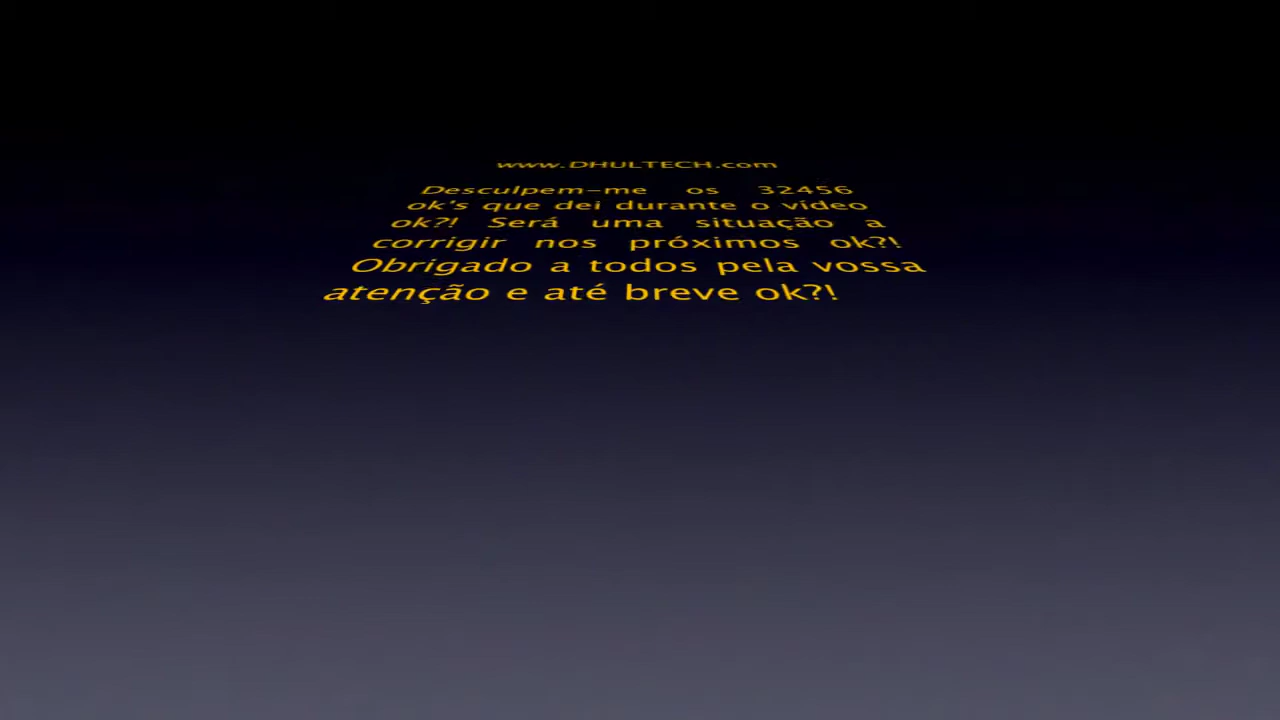 www.DHULTECH.com
Desculpem-me os 32456
ok's que dei durante o vídeo
ok?! Será uma situação a
corrigir nos próximos ok?!
Obrigado a todos pela vossa
atenção e até breve ok?!